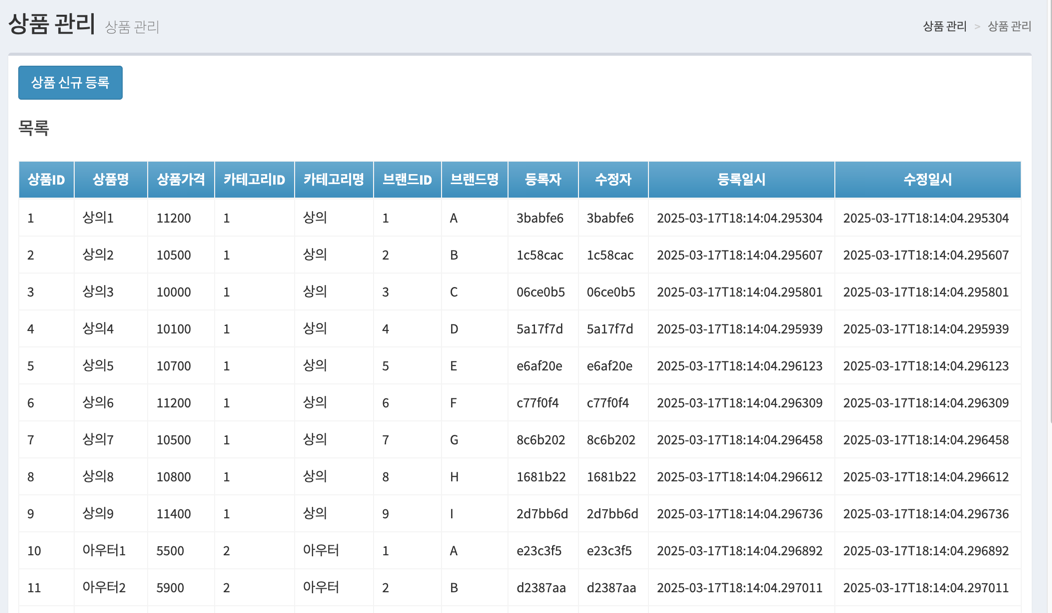 상품 관리 상품 관리
상품 관리 > 상품 관리
상품 신규 등록
목록
상품ID 상품명 상품가격 카테고리ID 카테고리명 브랜드ID 브랜드명 등록자 수정자 등록일시 수정일시
1 상의1 11200 1 상의 1 A 3babfe6 3babfe6 2025-03-17T18:14:04.295304 2025-03-17T18:14:04.295304
2 상의2 10500 1 상의 2 B 1c58cac 1c58cac 2025-03-17T18:14:04.295607 2025-03-17T18:14:04.295607
3 상의3 10000 1 상의 3 C 06ce0b5 06ce0b5 2025-03-17T18:14:04.295801 2025-03-17T18:14:04.295801
4 상의4 10100 1 상의 4 D 5a17f7d 5a17f7d 2025-03-17T18:14:04.295939 2025-03-17T18:14:04.295939
5 상의5 10700 1 상의 5 E e6af20e e6af20e 2025-03-17T18:14:04.296123 2025-03-17T18:14:04.296123
6 상의6 11200 1 상의 6 F c77f0f4 c77f0f4 2025-03-17T18:14:04.296309 2025-03-17T18:14:04.296309
7 상의7 10500 1 상의 7 G 8c6b202 8c6b202 2025-03-17T18:14:04.296458 2025-03-17T18:14:04.296458
8 상의8 10800 1 상의 8 H 1681b22 1681b22 2025-03-17T18:14:04.296612 2025-03-17T18:14:04.296612
9 상의9 11400 1 상의 9 I 2d7bb6d 2d7bb6d 2025-03-17T18:14:04.296736 2025-03-17T18:14:04.296736
10 아우터1 5500 2 아우터 1 A e23c3f5 e23c3f5 2025-03-17T18:14:04.296892 2025-03-17T18:14:04.296892
11 아우터2 5900 2 아우터 2 B d2387aa d2387aa 2025-03-17T18:14:04.297011 2025-03-17T18:14:04.297011